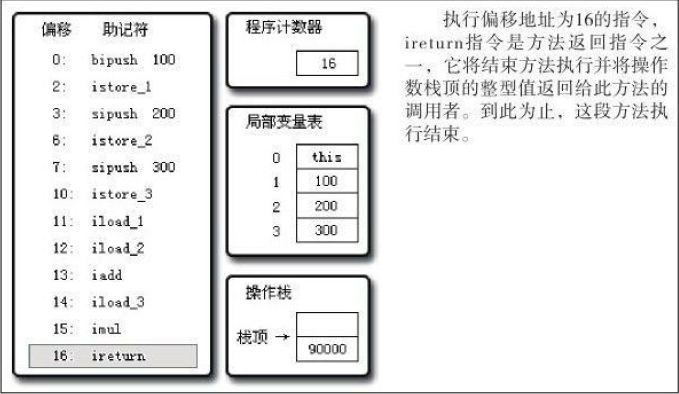 偏移 助记符
0: bipush 100
2: istore_1
3: sipush 200
6: istore_2
7: sipush 300
10: istore_3
11: iload_1
12: iload_2
13: iadd
14: iload_3
15: imul
16: ireturn
程序计数器
16
局部变量表
0 this
1 100
2 200
3 300
操作栈
栈顶 →
90000
执行偏移地址为16的指令，
ireturn指令是方法返回指令之
一，它将结束方法执行并将操作
数栈顶的整型值返回给此方法的
调用者。到此为止，这段方法执
行结束。